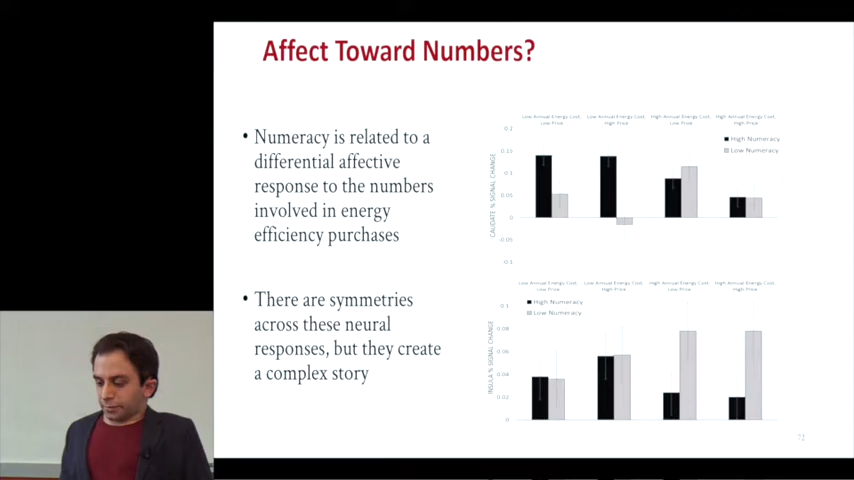 Affect Toward Numbers?
• Numeracy is related to a
differential affective
response to the numbers
involved in energy
efficiency purchases
• There are symmetries
across these neural
responses, but they create
a complex story
Low Annual Energy Cost, Low Annual Energy Cost, High Annual Energy Cost, High Annual Energy Cost,
Low Price High Price Low Price High Price
0.2
High Numeracy
Low Numeracy
0.15
0.1
0.05
0
0.05
0.1
CAUDATE % SIGNAL CHANGE
Low Annual Energy Cost, Low Annual Energy Cost, High Annual Energy Cost, High Annual Energy Cost,
Low Price High Price Low Price High Price
0.1
High Numeracy
Low Numeracy
0.08
0.06
0.04
0.02
0
INSULA % SIGNAL CHANGE
72